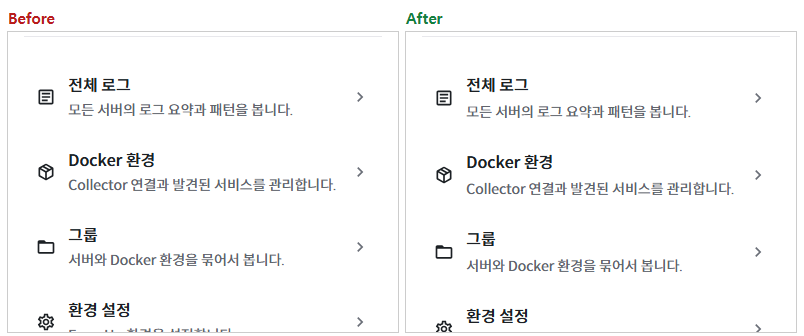 Before
전체 로그
모든 서버의 로그 요약과 패턴을 봅니다.
Docker 환경
Collector 연결과 발견된 서비스를 관리합니다.
그룹
서버와 Docker 환경을 묶어서 봅니다.
환경 설정
After
전체 로그
모든 서버의 로그 요약과 패턴을 봅니다.
Docker 환경
Collector 연결과 발견된 서비스를 관리합니다.
그룹
서버와 Docker 환경을 묶어서 봅니다.
환경 설정